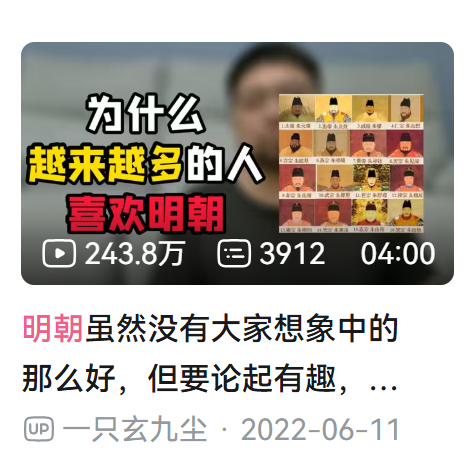 为什么
越来越多的人
喜欢明朝
243.8万 3912 04:00
明朝虽然没有大家想象中的
那么好，但要论起有趣，...
UP 一只玄九尘 · 2022-06-11